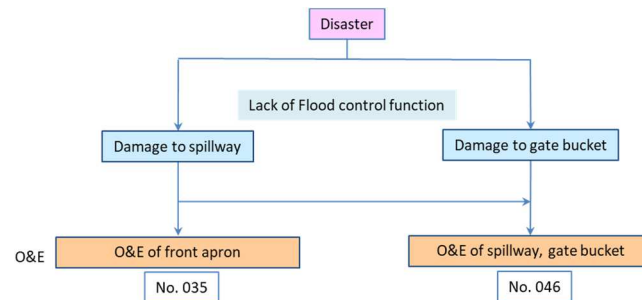 Disaster
Lack of Flood control function
Damage to spillway
Damage to gate bucket
O&E
O&E of front apron
O&E of spillway, gate bucket
No. 035
No. 046